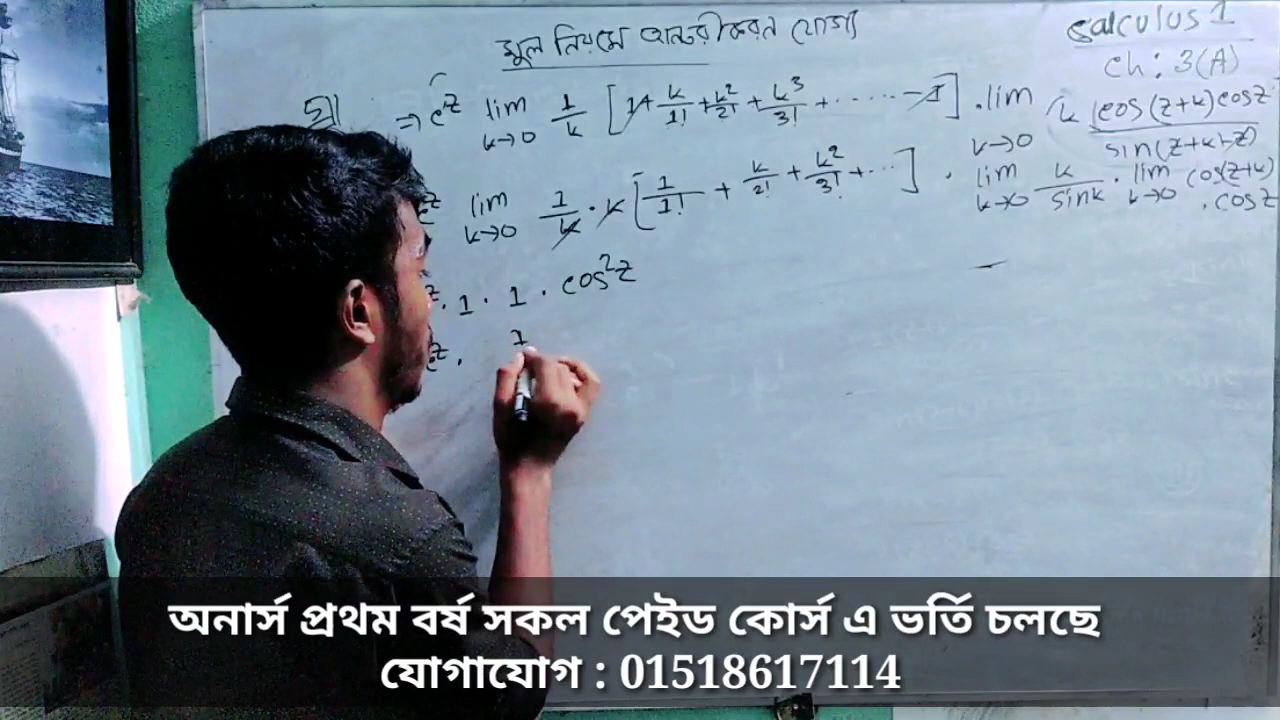 মূল নিয়মে অন্তরীকরণ যোগ্য
Calculus 1
Ch: 3(A)
⇒ e^z lim k→0 1/k [1 + k/1! + k²/2! + k³/3! + ······ -1] . lim k→0 k cos(z+k)cosz / sin(z+k-z)
e^z lim k→0 1/k · k [1/1! + k/2! + k²/3! + ···] . lim k→0 k/sink . lim k→0 cos(z+k) . cosz
z . 1 . 1 . cos²z
e^z . 1
অনার্স প্রথম বর্ষ সকল পেইড কোর্স এ ভর্তি চলছে
যোগাযোগ : 01518617114